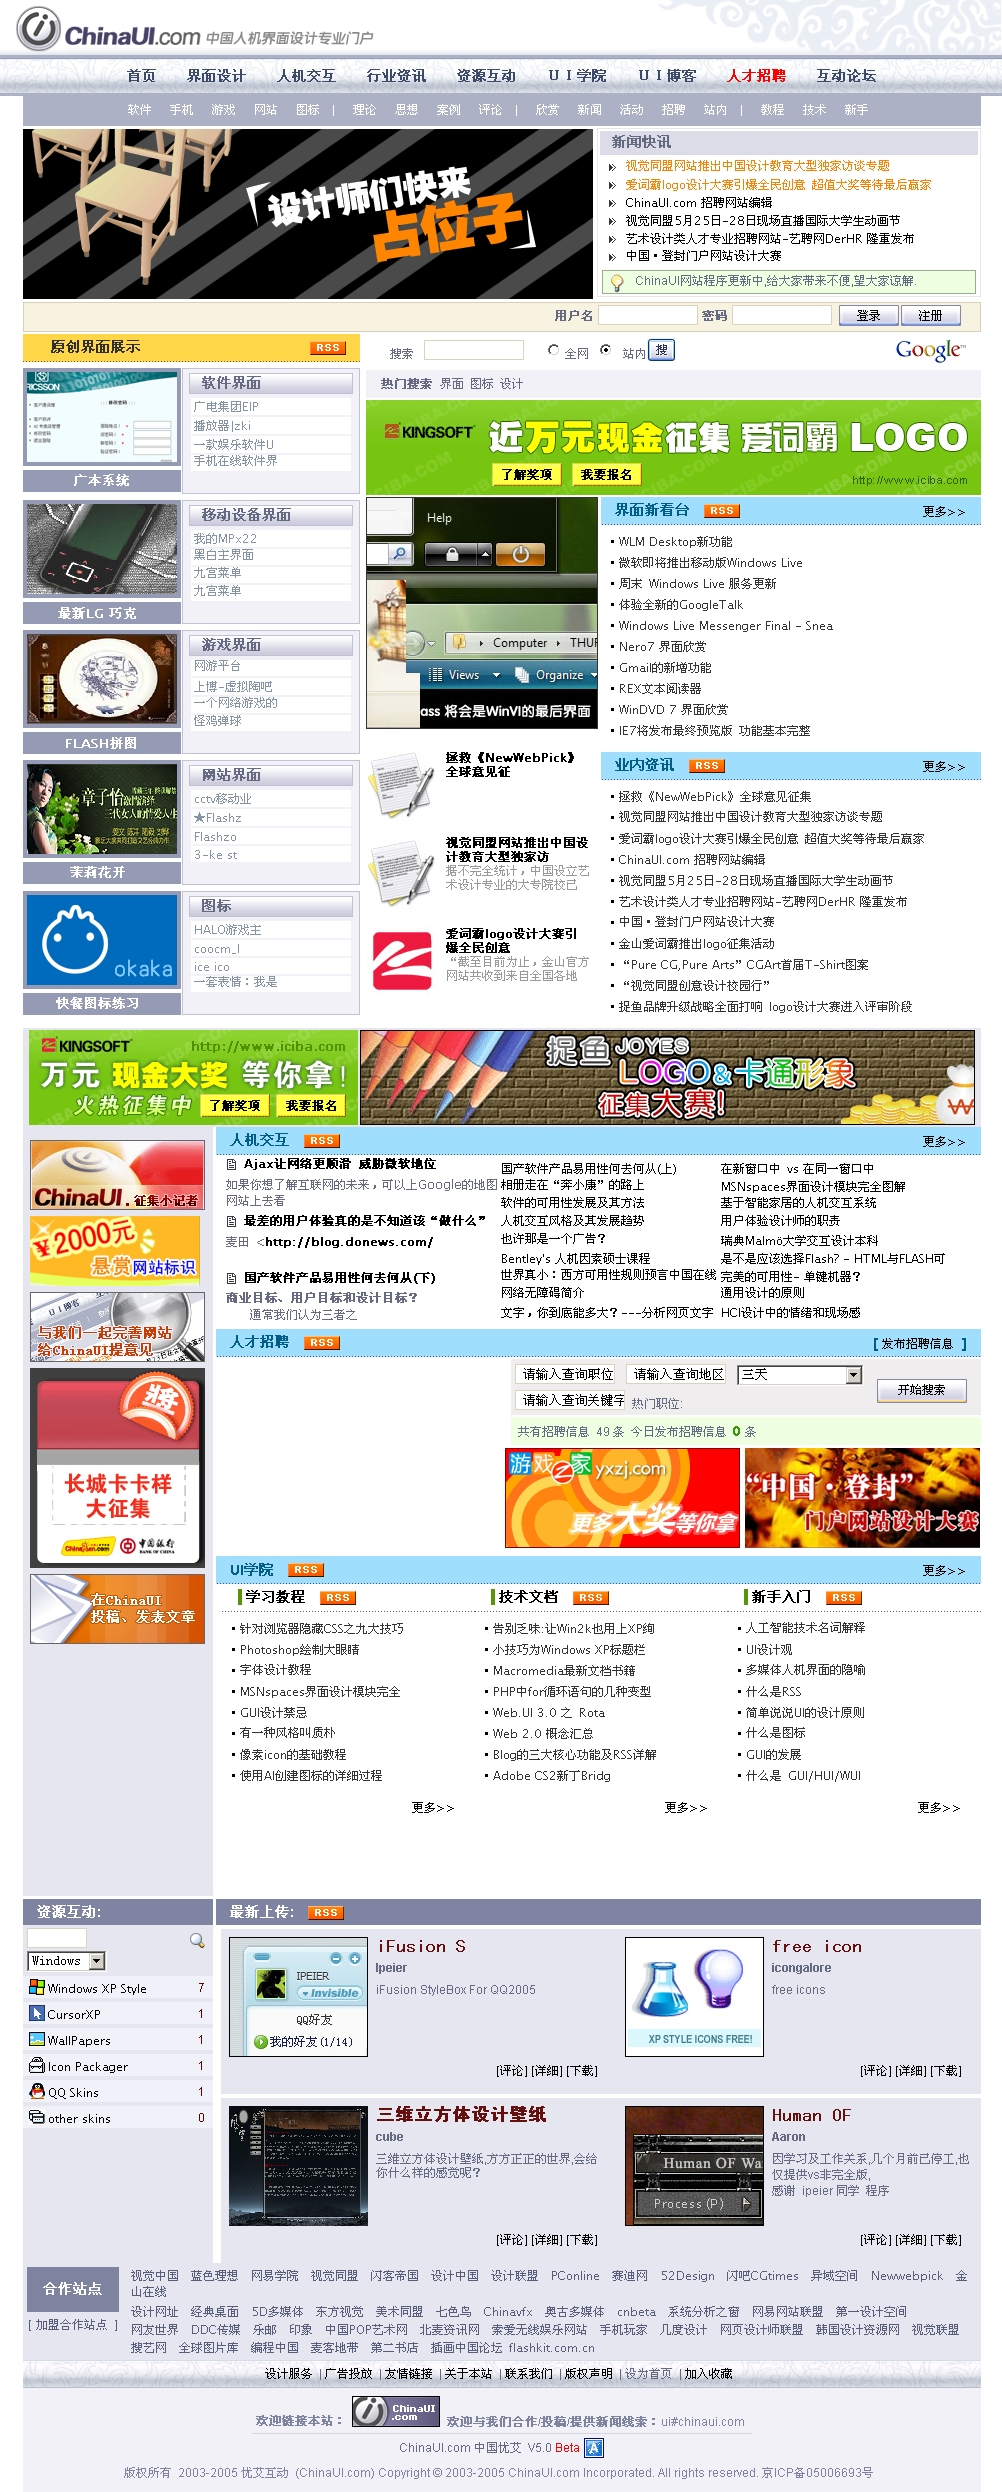 ChinaUI.com 中国人机界面设计专业门户
首页 界面设计 人机交互 行业资讯 资源互动 UI学院 UI博客 人才招聘 互动论坛
软件 手机 游戏 网站 图标 | 理论 思想 案例 评论 | 欣赏 新闻 活动 招聘 站内 | 教程 技术 新手
「设计师们快来
占位子」
新闻快讯
视觉同盟网站推出中国设计教育大型独家访谈专题
爱词霸logo设计大赛引爆全民创意 超值大奖等待最后赢家
ChinaUI.com 招聘网站编辑
视觉同盟5月25日-28日现场直播国际大学生动画节
艺术设计类人才专业招聘网站-艺聘网DerHR 隆重发布
中国·登封门户网站设计大赛
ChinaUI网站程序更新中,给大家带来不便,望大家谅解.
用户名 密码 登录 注册
原创界面展示 RSS
搜索 全网 站内 搜 Google
热门搜索 界面 图标 设计
软件界面
广电集团EIP
播放器|zki
一款娱乐软件U
手机在线软件界
广本系统
移动设备界面
我的MPx22
黑白主界面
九宫菜单
九宫菜单
最新LG 巧克
游戏界面
网游平台
上博-虚拟陶吧
一个网络游戏的
怪鸡弹球
FLASH拼图
网站界面
cctv移动业
★Flashz
Flashzo
3-ke st
章子怡
茉莉花开
图标
HALO游戏主
coocm_l
ice ico
一套表情：我是
okaka
快餐图标练习
KINGSOFT 近万元现金征集 爱词霸 LOGO
了解奖项 我要报名
http://www.iciba.com
Help
Computer THUF
Views Organize
ass 将会是WinVI的最后界面
界面新看台 RSS 更多>>
WLM Desktop新功能
微软即将推出移动版Windows Live
周末 Windows Live 服务更新
体验全新的GoogleTalk
Windows Live Messenger Final - Snea
Nero7 界面欣赏
Gmail的新增功能
REX文本阅读器
WinDVD 7 界面欣赏
IE7将发布最终预览版 功能基本完整
拯救《NewWebPick》
全球意见征
视觉同盟网站推出中国设
计教育大型独家访
据不完全统计，中国设立艺
术设计专业的大专院校已
爱词霸logo设计大赛引
爆全民创意
“截至目前为止，金山官方
网站共收到来自全国各地
业内资讯 RSS 更多>>
拯救《NewWebPick》全球意见征集
视觉同盟网站推出中国设计教育大型独家访谈专题
爱词霸logo设计大赛引爆全民创意 超值大奖等待最后赢家
ChinaUI.com 招聘网站编辑
视觉同盟5月25日-28日现场直播国际大学生动画节
艺术设计类人才专业招聘网站-艺聘网DerHR 隆重发布
中国·登封门户网站设计大赛
金山爱词霸推出logo征集活动
“Pure CG,Pure Arts”CGArt首届T-Shirt图案
“视觉同盟创意设计校园行”
捉鱼品牌升级战略全面打响 logo设计大赛进入评审阶段
KINGSOFT http://www.iciba.com
万元 现金大奖 等你拿！
火热征集中 了解奖项 我要报名
捉鱼JOYES
LOGO&卡通形象
征集大赛！
ChinaUI.征集小记者
¥2000元
悬赏网站标识
与我们一起完善网站
给ChinaUI提意见
奖
长城卡卡样
大征集
中国银行
BANK OF CHINA
在ChinaUI
投稿、发表文章
人机交互 RSS 更多>>
Ajax让网络更顺滑 威胁微软地位
如果你想了解互联网的未来，可以上Google的地图
网站上去看
最差的用户体验真的是不知道该“做什么”
麦田 <http://blog.donews.com/
国产软件产品易用性何去何从(下)
商业目标、用户目标和设计目标？
通常我们认为三者之
国产软件产品易用性何去何从(上)
相册走在“奔小康”的路上
软件的可用性发展及其方法
人机交互风格及其发展趋势
也许那是一个广告？
Bentley's 人机因素硕士课程
世界真小：西方可用性规则预言中国在线
网络无障碍简介
文字，你到底能多大？---分析网页文字
在新窗口中 vs 在同一窗口中
MSNspaces界面设计模块完全图解
基于智能家居的人机交互系统
用户体验设计师的职责
瑞典Malmö大学交互设计本科
是不是应该选择Flash? - HTML与FLASH可
完美的可用性- 单键机器？
通用设计的原则
HCI设计中的情绪和现场感
人才招聘 RSS [ 发布招聘信息 ]
请输入查询职位 请输入查询地区 三天
请输入查询关键字 热门职位: 开始搜索
共有招聘信息 49 条 今日发布招聘信息 0 条
游戏之家 yxzj.com
更多大奖等你拿
“中国·登封”
门户网站设计大赛
UI学院 RSS 更多>>
学习教程 RSS
针对浏览器隐藏CSS之九大技巧
Photoshop绘制大眼睛
字体设计教程
MSNspaces界面设计模块完全
GUI设计禁忌
有一种风格叫质朴
像素icon的基础教程
使用AI创建图标的详细过程
更多>>
技术文档 RSS
告别乏味:让Win2k也用上XP绚
小技巧为Windows XP标题栏
Macromedia最新文档书籍
PHP中for循环语句的几种变型
Web.UI 3.0 之 Rota
Web 2.0 概念汇总
Blog的三大核心功能及RSS详解
Adobe CS2新丁Bridg
更多>>
新手入门 RSS
人工智能技术名词解释
UI设计观
多媒体人机界面的隐喻
什么是RSS
简单说说UI的设计原则
什么是图标
GUI的发展
什么是 GUI/HUI/WUI
更多>>
资源互动:
Windows
Windows XP Style 7
CursorXP 1
WallPapers 1
Icon Packager 1
QQ Skins 1
other skins 0
最新上传: RSS
IPEIER
Invisible
QQ好友
我的好友(1/14)
iFusion S
Ipeier
iFusion StyleBox For QQ2005
[评论] [详细] [下载]
XP STYLE ICONS FREE!
free icon
icongalore
free icons
[评论] [详细] [下载]
三维立方体设计壁纸
cube
三维立方体设计壁纸,方方正正的世界,会给
你什么样的感觉呢？
[评论] [详细] [下载]
Human OF Wa
Process (P)
Human OF
Aaron
因学习及工作关系,几个月前已停工,也
仅提供vs非完全版,
感谢 ipeier 同学 程序
[评论] [详细] [下载]
合作站点
[ 加盟合作站点 ]
视觉中国 蓝色理想 网易学院 视觉同盟 闪客帝国 设计中国 设计联盟 PConline 赛迪网 52Design 闪吧CGtimes 异域空间 Newwebpick 金
山在线
设计网址 经典桌面 5D多媒体 东方视觉 美术同盟 七色鸟 Chinavfx 奥古多媒体 cnbeta 系统分析之窗 网易网站联盟 第一设计空间
网友世界 DDC传媒 乐邮 印象 中国POP艺术网 北麦资讯网 索爱无线娱乐网站 手机玩家 几度设计 网页设计师联盟 韩国设计资源网 视觉联盟
搜艺网 全球图片库 编程中国 麦客地带 第二书店 插画中国论坛 flashkit.com.cn
设计服务 | 广告投放 | 友情链接 | 关于本站 | 联系我们 | 版权声明 | 设为首页 | 加入收藏
欢迎链接本站： ChinaUI.com 欢迎与我们合作/投稿/提供新闻线索：ui#chinaui.com
ChinaUI.com 中国优艾 V5.0 Beta
版权所有 2003-2005 优艾互动 (ChinaUI.com) Copyright © 2003-2005 ChinaUI.com Incorporated. All rights reserved. 京ICP备0500693号